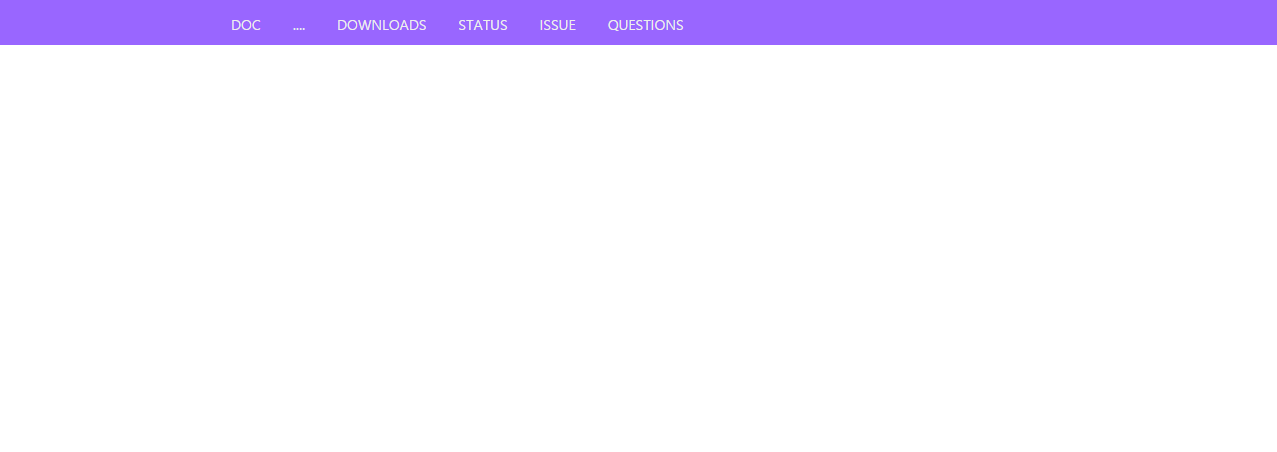 DOC .... DOWNLOADS STATUS ISSUE QUESTIONS